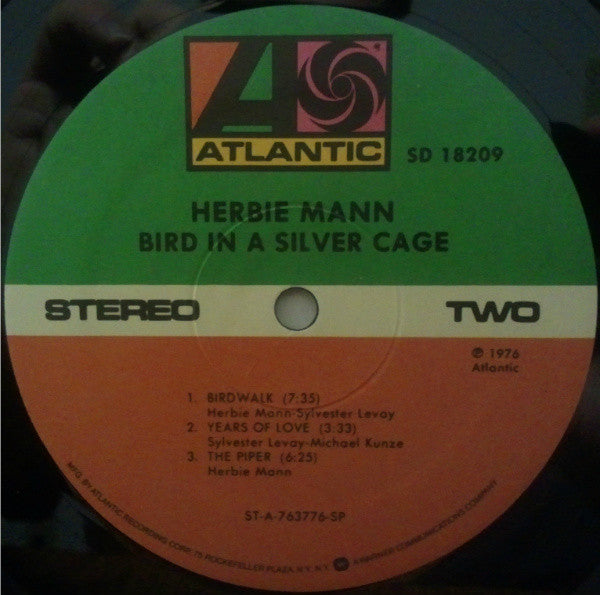 ATLANTIC
SD 18209
HERBIE MANN
BIRD IN A SILVER CAGE
STEREO
TWO
℗ 1976
Atlantic
1. BIRDWALK (7:35)
Herbie Mann-Sylvester Levay
2. YEARS OF LOVE (3:33)
Sylvester Levay-Michael Kunze
3. THE PIPER (6:25)
Herbie Mann
ST-A-763776-SP
MFG. BY ATLANTIC RECORDING CORP., 75 ROCKEFELLER PLAZA, N.Y., N.Y. A WARNER COMMUNICATIONS COMPANY